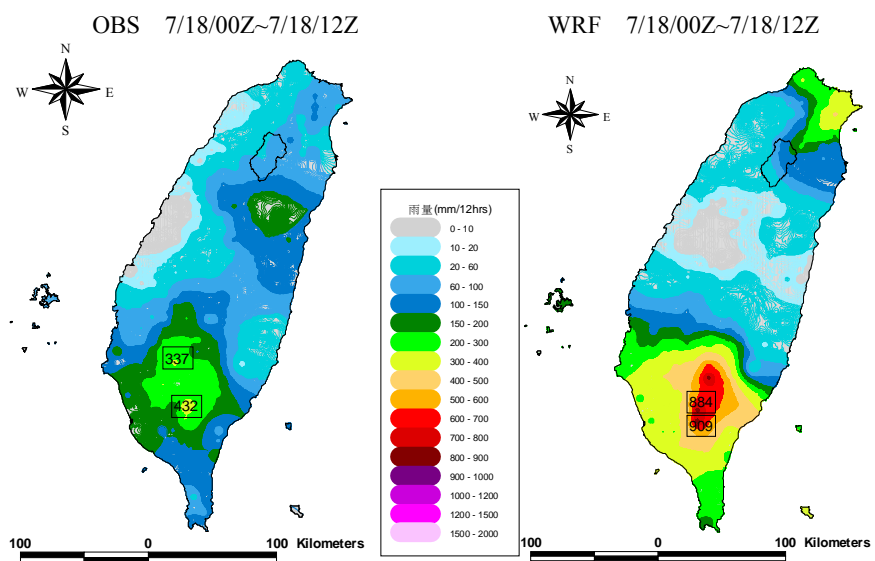 OBS 7/18/00Z~7/18/12Z
WRF 7/18/00Z~7/18/12Z
N
W E
S
N
W E
S
雨量(mm/12hrs)
0 - 10
10 - 20
20 - 60
60 - 100
100 - 150
150 - 200
200 - 300
300 - 400
400 - 500
500 - 600
600 - 700
700 - 800
800 - 900
900 - 1000
1000 - 1200
1200 - 1500
1500 - 2000
337
432
884
909
100 0 100 Kilometers
100 0 100 Kilometers